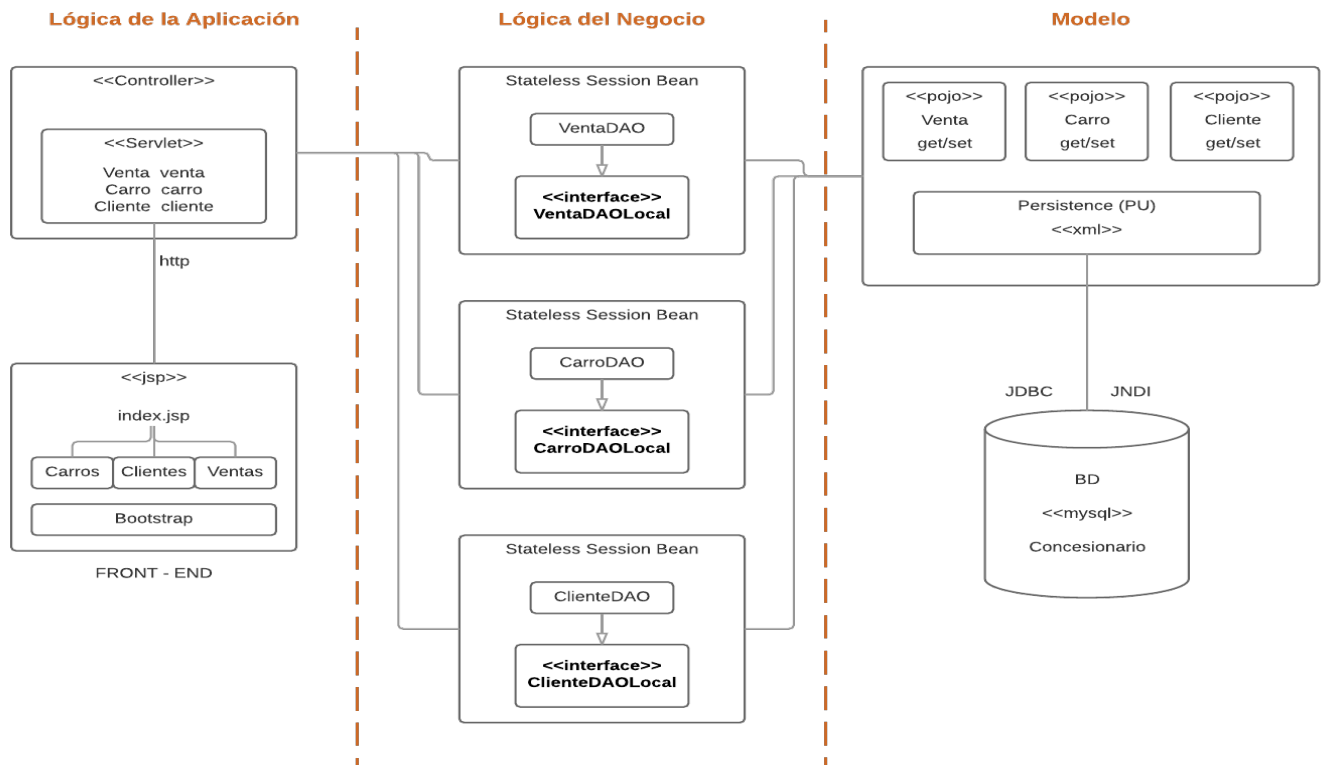 Lógica de la Aplicación
<<Controller>>
<<Servlet>>
Venta venta
Carro carro
Cliente cliente
http
<<jsp>>
index.jsp
Carros
Clientes
Ventas
Bootstrap
FRONT - END
Lógica del Negocio
Stateless Session Bean
VentaDAO
<<interface>>
VentaDAOLocal
Stateless Session Bean
CarroDAO
<<interface>>
CarroDAOLocal
Stateless Session Bean
ClienteDAO
<<interface>>
ClienteDAOLocal
Modelo
<<pojo>>
Venta
get/set
<<pojo>>
Carro
get/set
<<pojo>>
Cliente
get/set
Persistence (PU)
<<xml>>
JDBC
JNDI
BD
<<mysql>>
Concesionario